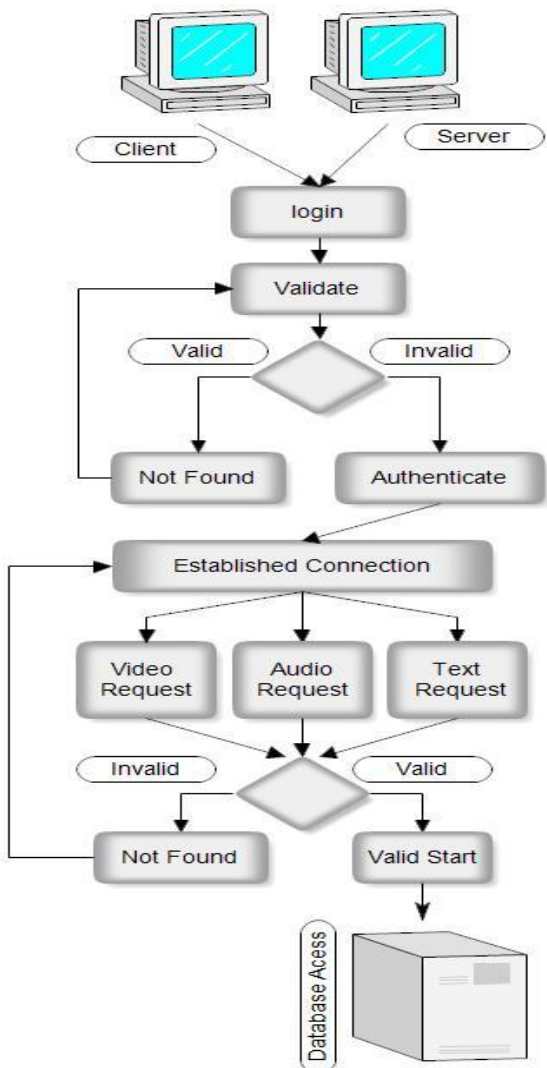 Client
Server
login
Validate
Valid
Invalid
Not Found
Authenticate
Established Connection
Video
Request
Audio
Request
Text
Request
Invalid
Valid
Not Found
Valid Start
Database Acess